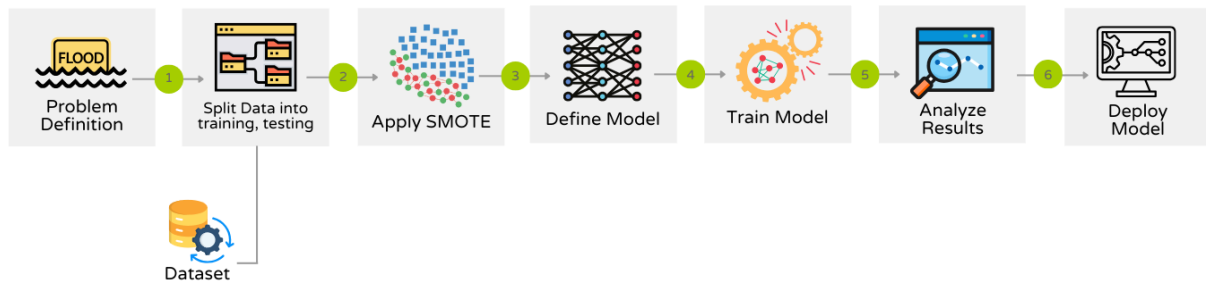 FLOOD
Problem
Definition
1
Split Data into
training, testing
2
Apply SMOTE
3
Define Model
4
Train Model
5
Analyze
Results
6
Deploy
Model
Dataset